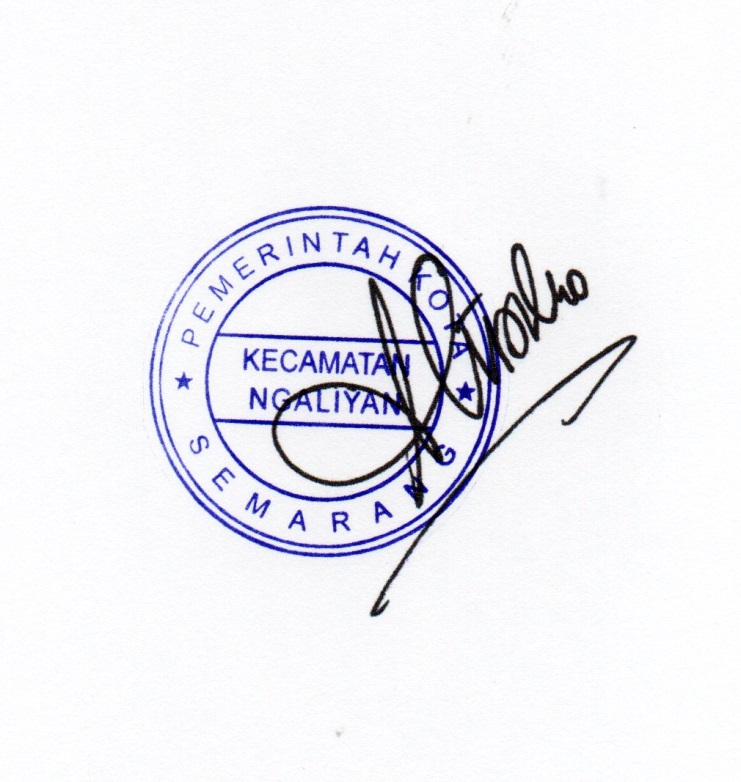 PEMERINTAH KOTA
KECAMATAN
NGALIYAN
SEMARANG